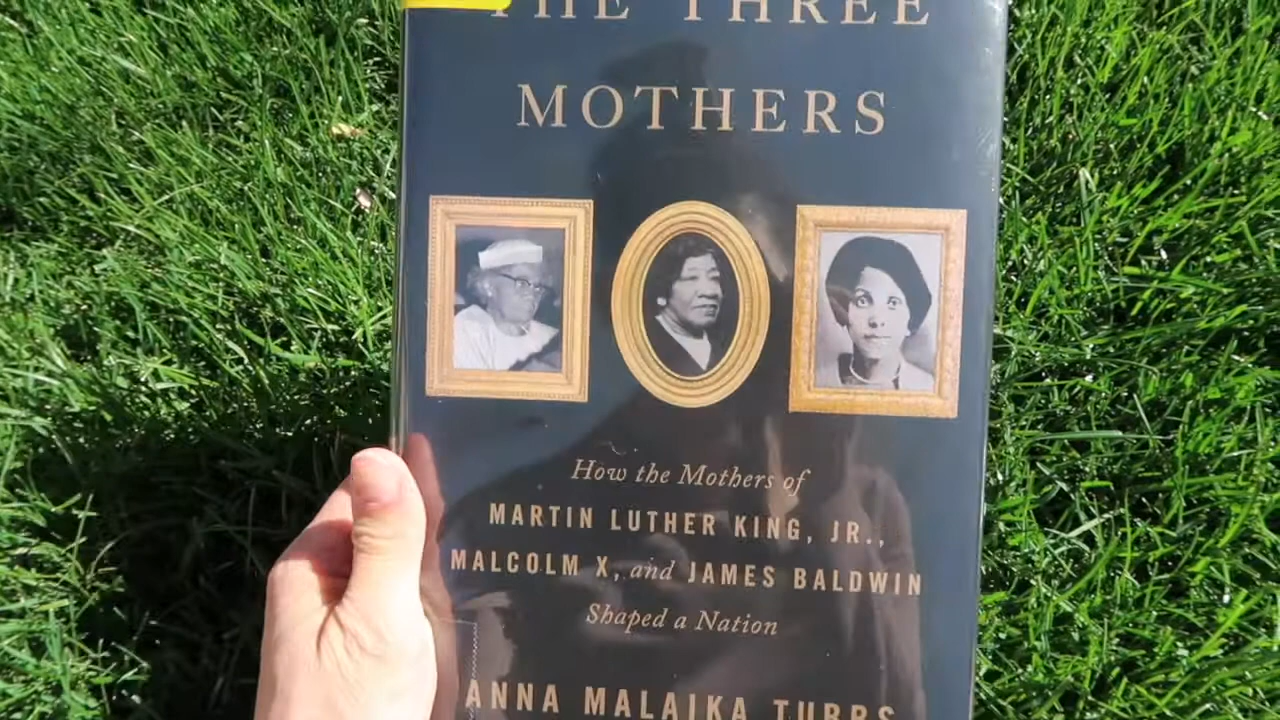 THE THREE
MOTHERS
How the Mothers of
MARTIN LUTHER KING, JR.,
MALCOLM X, and JAMES BALDWIN
Shaped a Nation
ANNA MALAIKA TUBBS